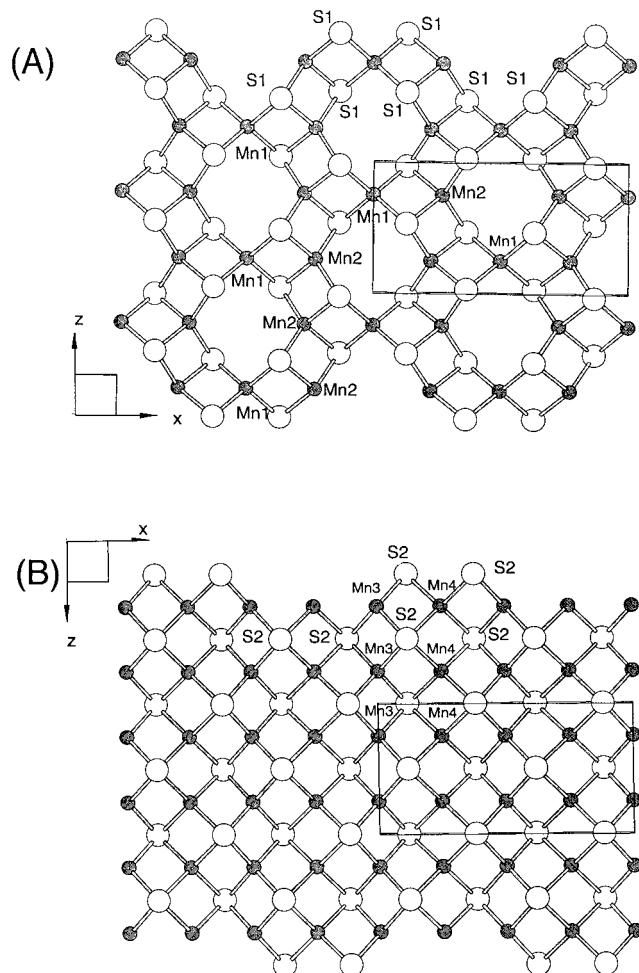 S1
S1
(A)
S1 S1 S1
S1 S1
Mn1
Mn2
Mn1
Mn1
Mn2
Mn1
Mn2
z
Mn2
Mn1
x
x
S2
S2
(B)
Mn3 Mn4
S2
z
S2 S2 S2
Mn3 Mn4
Mn3 Mn4